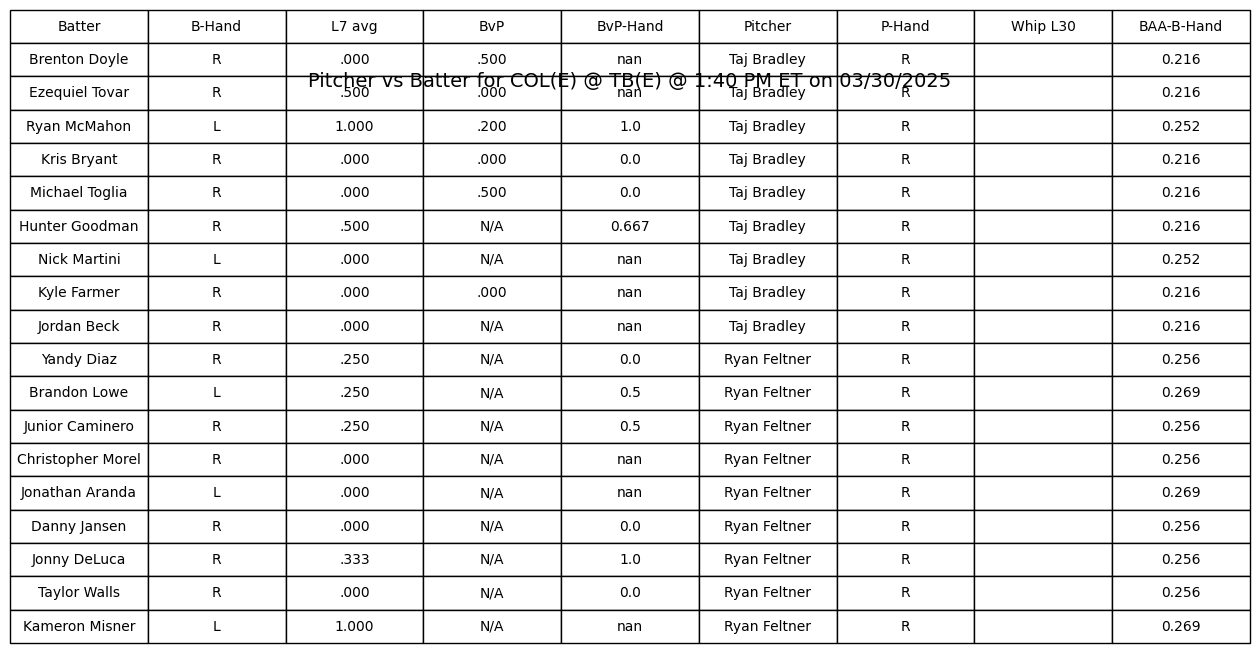 Batter B-Hand L7 avg BvP BvP-Hand Pitcher P-Hand Whip L30 BAA-B-Hand
Brenton Doyle R .000 .500 nan Taj Bradley R 0.216
Pitcher vs Batter for COL(E) @ TB(E) @ 1:40 PM ET on 03/30/2025
Ezequiel Tovar R .500 .000 nan Taj Bradley R 0.216
Ryan McMahon L 1.000 .200 1.0 Taj Bradley R 0.252
Kris Bryant R .000 .000 0.0 Taj Bradley R 0.216
Michael Toglia R .000 .500 0.0 Taj Bradley R 0.216
Hunter Goodman R .500 N/A 0.667 Taj Bradley R 0.216
Nick Martini L .000 N/A nan Taj Bradley R 0.252
Kyle Farmer R .000 .000 nan Taj Bradley R 0.216
Jordan Beck R .000 N/A nan Taj Bradley R 0.216
Yandy Diaz R .250 N/A 0.0 Ryan Feltner R 0.256
Brandon Lowe L .250 N/A 0.5 Ryan Feltner R 0.269
Junior Caminero R .250 N/A 0.5 Ryan Feltner R 0.256
Christopher Morel R .000 N/A nan Ryan Feltner R 0.256
Jonathan Aranda L .000 N/A nan Ryan Feltner R 0.269
Danny Jansen R .000 N/A 0.0 Ryan Feltner R 0.256
Jonny DeLuca R .333 N/A 1.0 Ryan Feltner R 0.256
Taylor Walls R .000 N/A 0.0 Ryan Feltner R 0.256
Kameron Misner L 1.000 N/A nan Ryan Feltner R 0.269